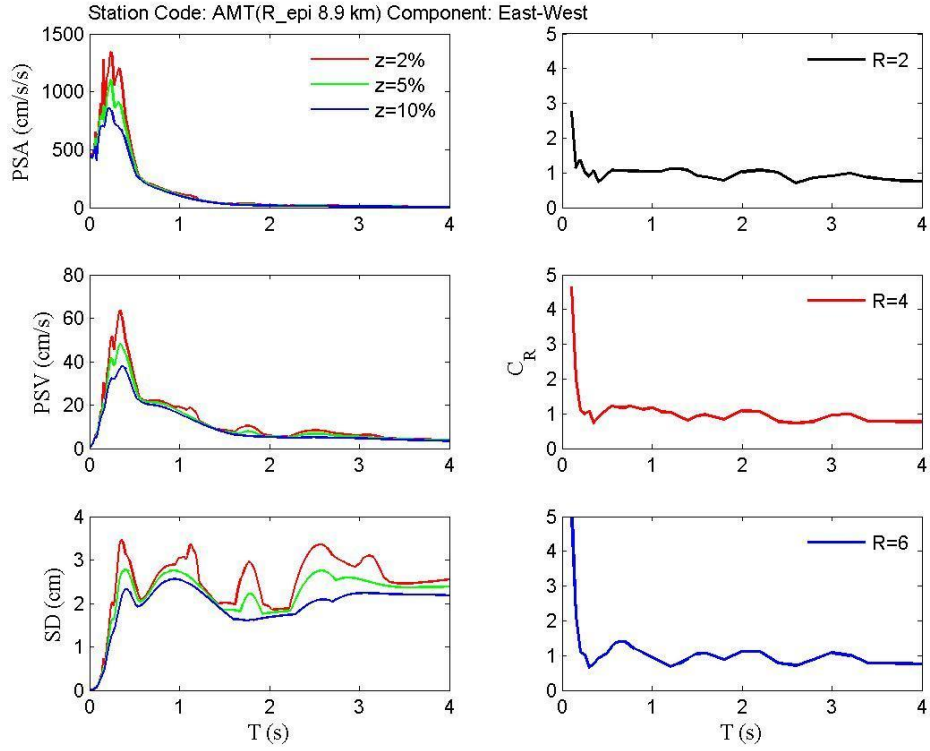 Station Code: AMT(R_epi 8.9 km) Component: East-West
1500
1000
500
0
PSA (cm/s/s)
z=2%
z=5%
z=10%
0 1 2 3 4
5
4
3
2
1
0
R=2
0 1 2 3 4
80
60
40
20
0
PSV (cm/s)
0 1 2 3 4
5
4
3
2
1
0
C_R
R=4
0 1 2 3 4
4
3
2
1
0
SD (cm)
0 1 2 3 4
T (s)
5
4
3
2
1
0
R=6
0 1 2 3 4
T (s)